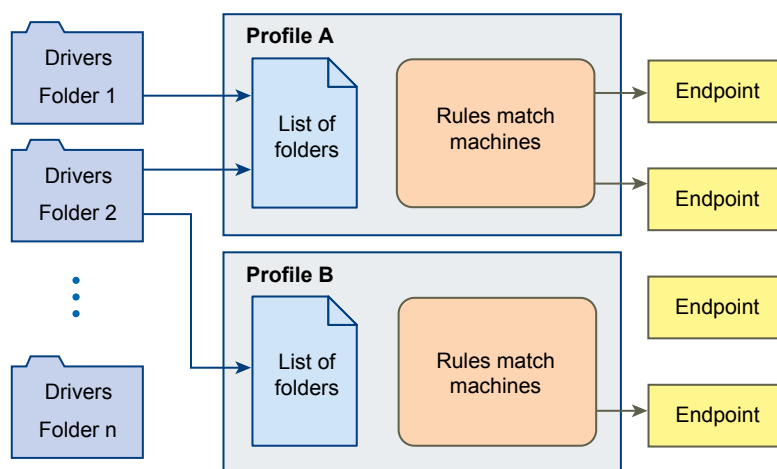 Drivers
Folder 1
Drivers
Folder 2
Drivers
Folder n
Profile A
List of
folders
Rules match
machines
Profile B
List of
folders
Rules match
machines
Endpoint
Endpoint
Endpoint
Endpoint